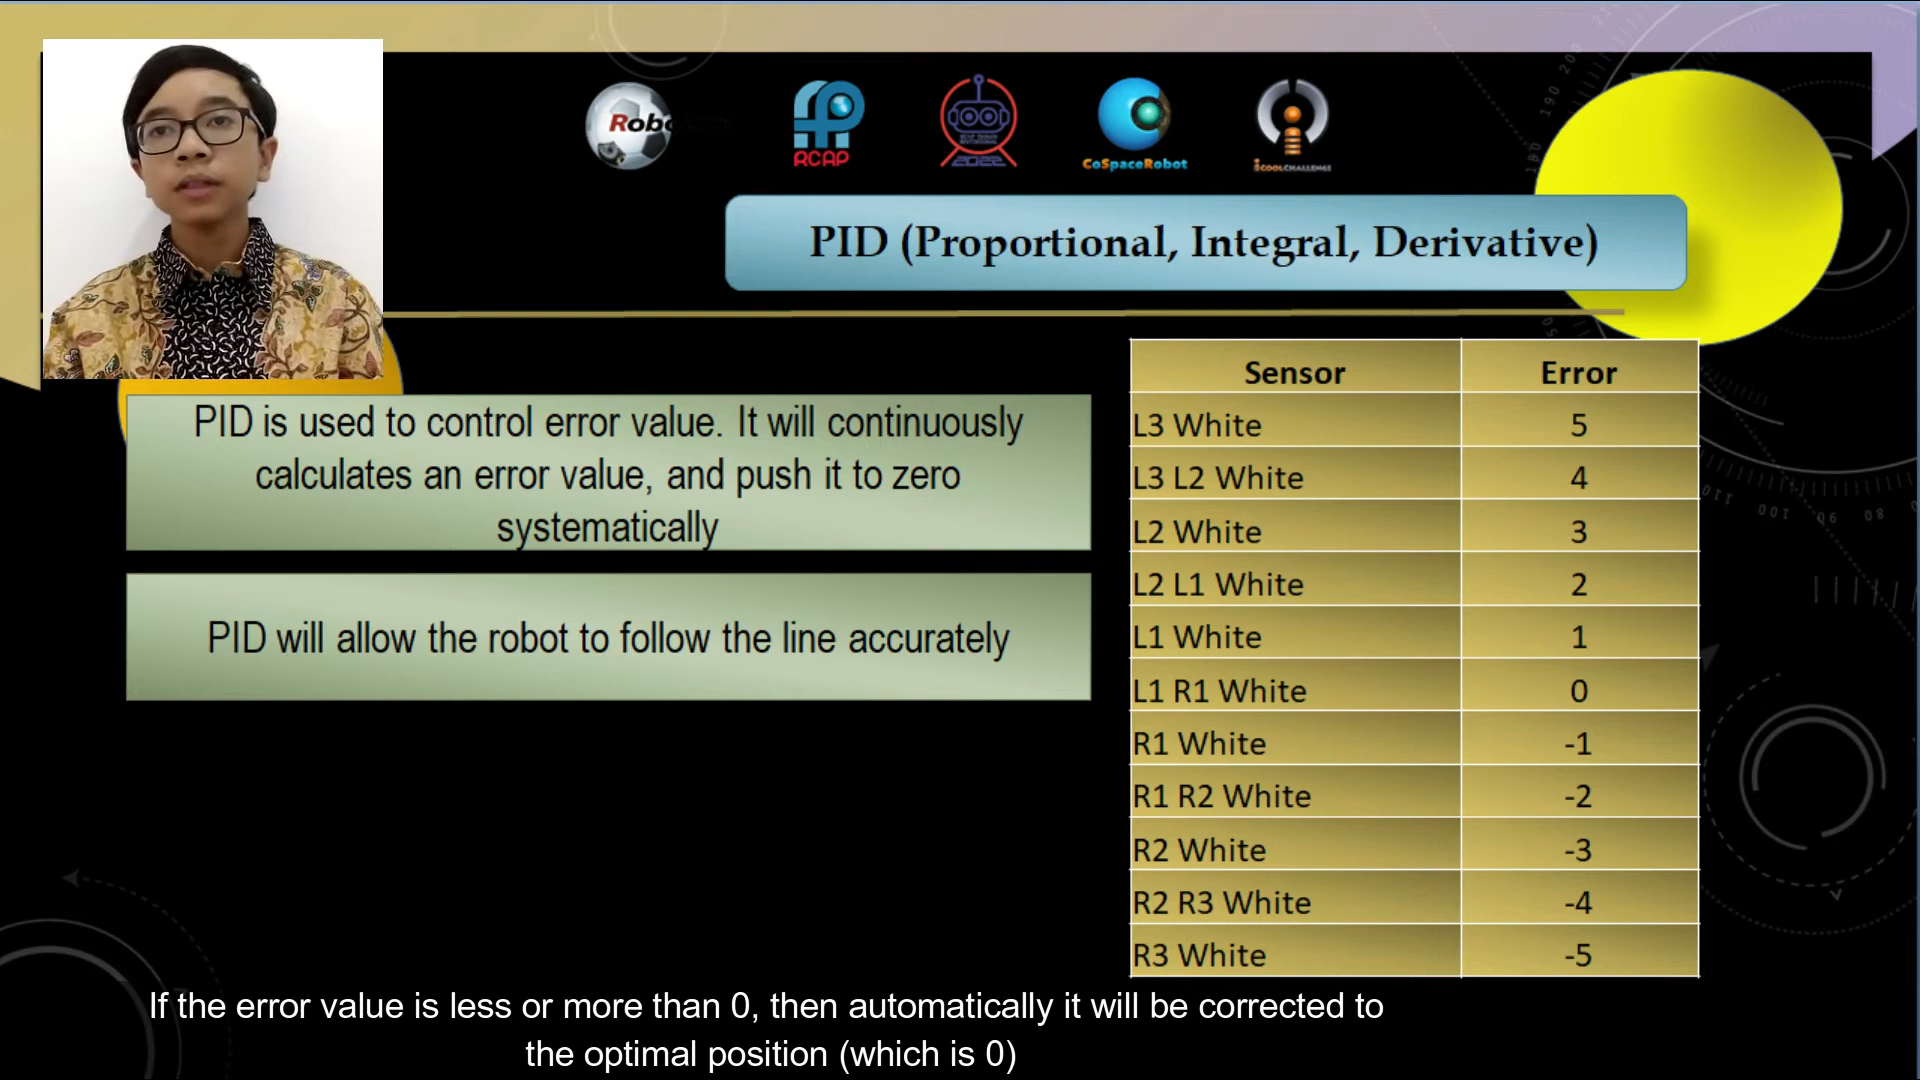 Robo
RCAP
2022
CoSpaceRobot
iCOOLCHALLENGE
PID (Proportional, Integral, Derivative)
PID is used to control error value. It will continuously
calculates an error value, and push it to zero
systematically
PID will allow the robot to follow the line accurately
Sensor Error
L3 White 5
L3 L2 White 4
L2 White 3
L2 L1 White 2
L1 White 1
L1 R1 White 0
R1 White -1
R1 R2 White -2
R2 White -3
R2 R3 White -4
R3 White -5
If the error value is less or more than 0, then automatically it will be corrected to
the optimal position (which is 0)